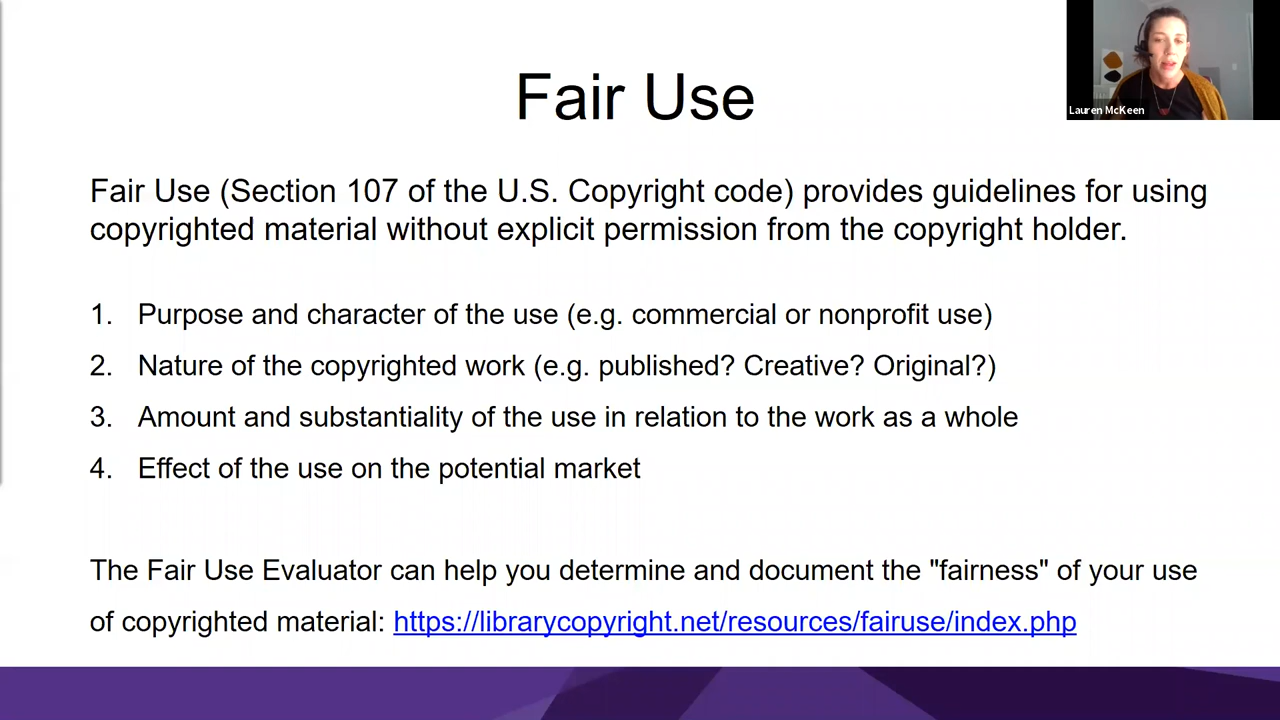 Fair Use
Lauren McKeen
Fair Use (Section 107 of the U.S. Copyright code) provides guidelines for using
copyrighted material without explicit permission from the copyright holder.
1. Purpose and character of the use (e.g. commercial or nonprofit use)
2. Nature of the copyrighted work (e.g. published? Creative? Original?)
3. Amount and substantiality of the use in relation to the work as a whole
4. Effect of the use on the potential market
The Fair Use Evaluator can help you determine and document the "fairness" of your use
of copyrighted material: https://librarycopyright.net/resources/fairuse/index.php